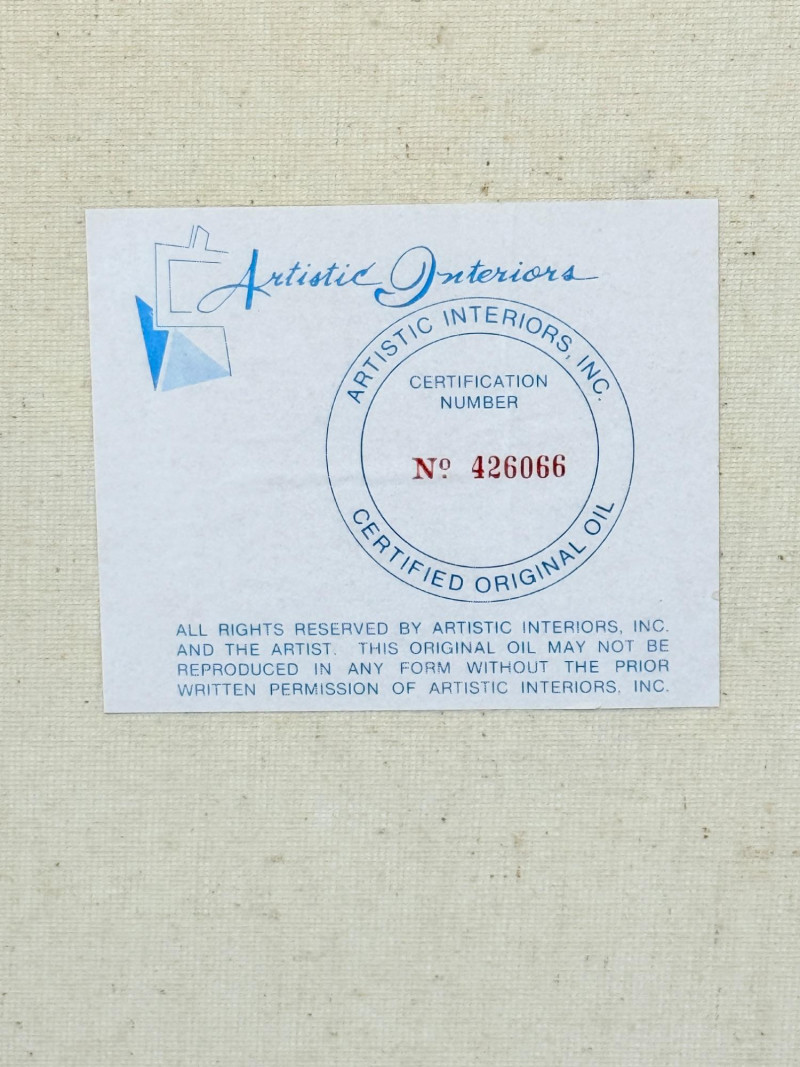 Artistic Interiors
ARTISTIC INTERIORS, INC.
CERTIFICATION
NUMBER
Nº 426066
CERTIFIED ORIGINAL OIL
ALL RIGHTS RESERVED BY ARTISTIC INTERIORS, INC.
AND THE ARTIST. THIS ORIGINAL OIL MAY NOT BE
REPRODUCED IN ANY FORM WITHOUT THE PRIOR
WRITTEN PERMISSION OF ARTISTIC INTERIORS, INC.